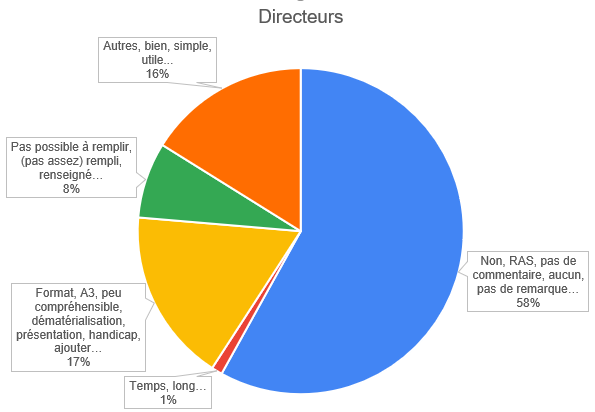 Directeurs
Autres, bien, simple,
utile...
16%
Pas possible à remplir,
(pas assez) rempli,
renseigné…
8%
Non, RAS, pas de
commentaire, aucun,
pas de remarque…
58%
Format, A3, peu
compréhensible,
dématérialisation,
présentation, handicap,
ajouter…
17%
Temps, long…
1%